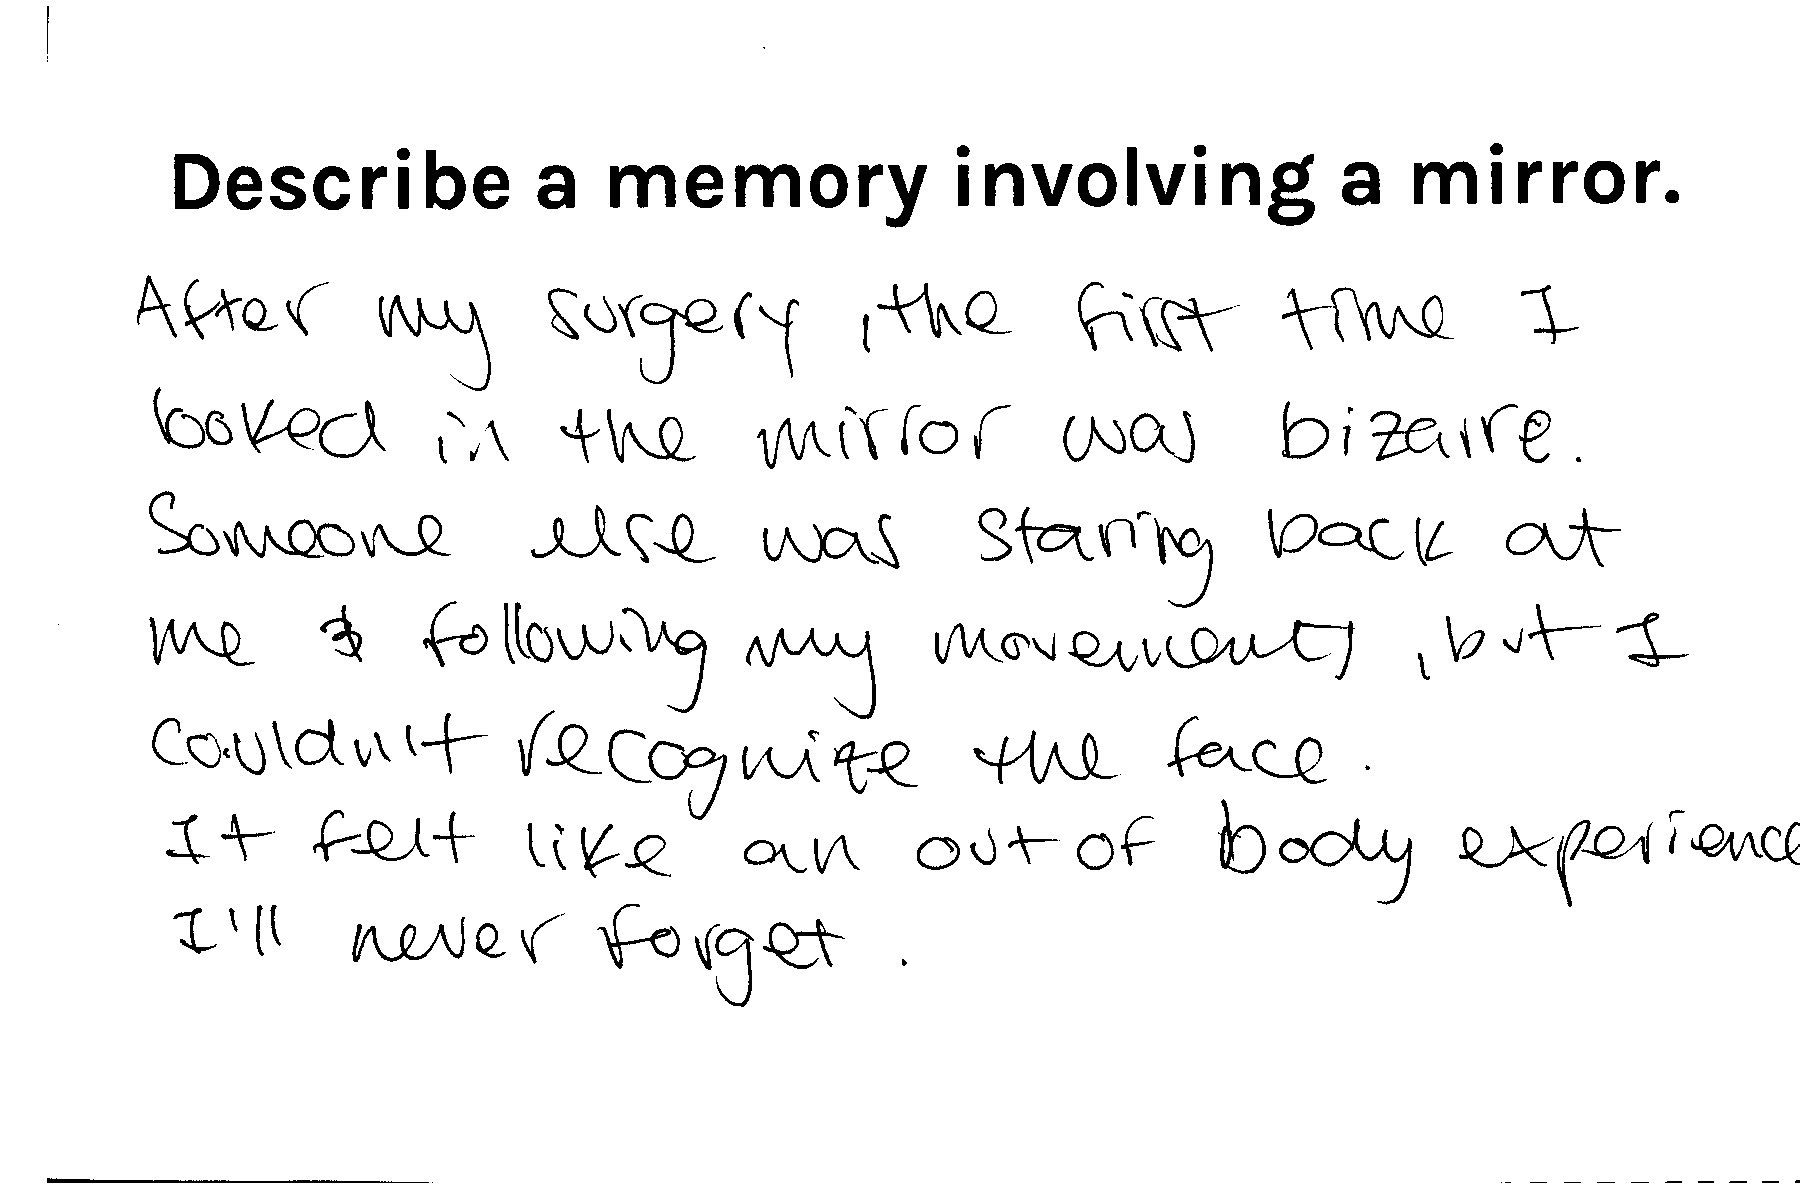 Describe a memory involving a mirror.
After my surgery, the first time I
looked in the mirror was bizarre.
Someone else was staring back at
me & following my movements, but I
couldn't recognize the face.
It felt like an out of body experience
I'll never forget.